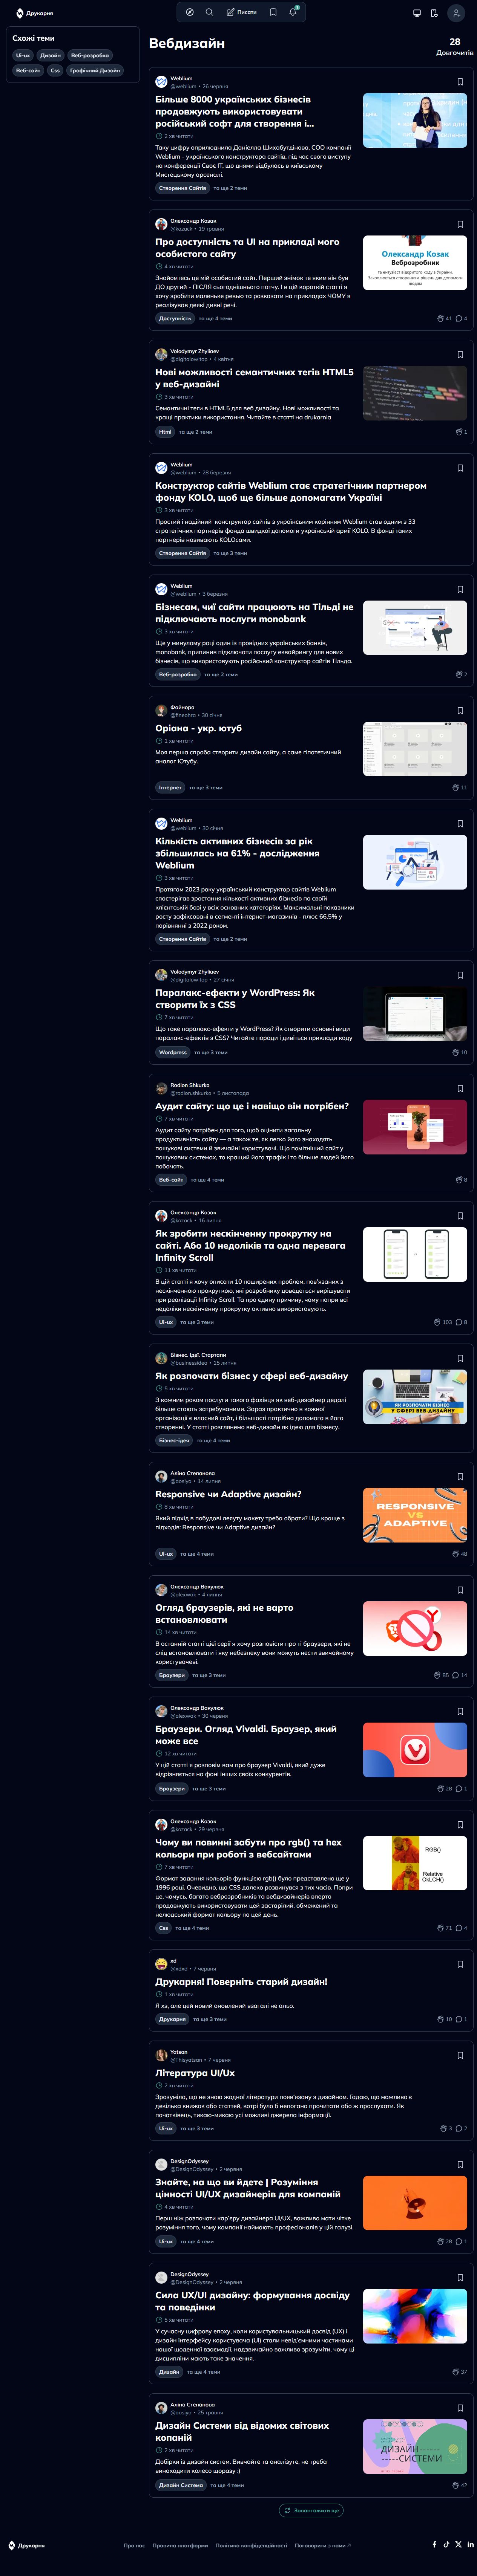 Друкарня
Писати
1
Схожі теми
Ui-ux
Дизайн
Веб-розробка
Веб-сайт
Css
Графічний Дизайн
Вебдизайн
28
Довгочитів
Weblium
@weblium • 26 червня
Більше 8000 українських бізнесів
продовжують використовувати
російський софт для створення і...
2 хв читати
Таку цифру оприлюднила Даніелла Шихабутдінова, COO компанії
Weblium - українського конструктора сайтів, під час свого виступу
на конференції Своє ІТ, що днями відбулась в київському
Мистецькому арсеналі.
Створення Сайтів
та ще 2 теми
Олександр Козак
@kozack • 19 травня
Про доступність та UI на прикладі мого
особистого сайту
4 хв читати
Знайомтесь це мій особистий сайт. Перший знімок те яким він був
ДО другий - ПІСЛЯ сьогоднішнього патчу. І в цій короткій статті я
хочу зробити маленьке ревью та розказати на прикладах ЧОМУ я
реалізував деякі дивні речі.
Доступність
та ще 4 теми
Олександр Козак
Веброзробник
41
4
Volodymyr Zhyliaev
@digitalowltop • 4 квітня
Нові можливості семантичних тегів HTML5
у веб-дизайні
3 хв читати
Семантичні теги в HTML5 для веб дизайну. Нові можливості та
кращі практики використання. Читайте в статті на drukarnia
Html
та ще 2 теми
1
Weblium
@weblium • 28 березня
Конструктор сайтів Weblium стає стратегічним партнером
фонду KOLO, щоб ще більше допомагати Україні
3 хв читати
Простий і надійний конструктор сайтів з українським корінням Weblium став одним з 33
стратегічних партнерів фонда швидкої допомоги українській армії KOLO. В фонді таких
партнерів називають KOLOсами.
Створення Сайтів
та ще 3 теми
Weblium
@weblium • 3 березня
Бізнесам, чиї сайти працюють на Тільді не
підключають послуги monobank
3 хв читати
Ще у минулому році один із провідних українських банків,
monobank, припинив підключати послугу еквайрингу для нових
бізнесів, що використовують російський конструктор сайтів Тільда.
Веб-розробка
та ще 2 теми
2
Файнора
@fineahra • 30 січня
Оріана - укр. ютуб
1 хв читати
Моя перша спроба створити дизайн сайту, а саме гіпотетичний
аналог Ютубу.
Інтернет
та ще 3 теми
11
Weblium
@weblium • 30 січня
Кількість активних бізнесів за рік
збільшилась на 61% - дослідження
Weblium
3 хв читати
Протягом 2023 року український конструктор сайтів Weblium
спостерігав зростання кількості активних бізнесів по своїй
клієнтській базі у всіх основних категоріях. Максимальні показники
росту зафіксовані в сегменті інтернет-магазинів - плюс 66,5% у
порівнянні з 2022 роком.
Створення Сайтів
та ще 2 теми
Volodymyr Zhyliaev
@digitalowltop • 27 січня
Паралакс-ефекти у WordPress: Як
створити їх з CSS
7 хв читати
Що таке паралакс-ефекти у WordPress? Як створити основні види
паралакс-ефектів з CSS? Читайте поради і дивіться приклади коду
Wordpress
та ще 3 теми
10
Rodion Shkurko
@rodion.shkurko • 5 листопада
Аудит сайту: що це і навіщо він потрібен?
7 хв читати
Аудит сайту потрібен для того, щоб оцінити загальну
продуктивність сайту — а також те, як легко його знаходять
пошукові системи й звичайні користувачі. Що помітніший сайт у
пошукових системах, то кращий його трафік і то більше людей його
побачать.
Веб-сайт
та ще 4 теми
8
Олександр Козак
@kozack • 16 липня
Як зробити нескінченну прокрутку на
сайті. Або 10 недоліків та одна перевага
Infinity Scroll
11 хв читати
В цій статті я хочу описати 10 поширених проблем, пов'язаних з
нескінченною прокруткою, які розробнику доведеться вирішувати
при реалізації Infinity Scroll. Та про єдину причину, чому попри всі
недоліки нескінченну прокрутку активно використовують.
Ui-ux
та ще 3 теми
103
8
Бізнес. Ідеї. Стартапи
@businessidea • 15 липня
Як розпочати бізнес у сфері веб-дизайну
5 хв читати
З кожним роком послуги такого фахівця як веб-дизайнер дедалі
більше стають затребуваними. Зараз практично в кожної
організації є власний сайт, і більшості потрібна допомога в його
створенні. У статті розглянемо веб-дизайн як ідею для бізнесу.
Бізнес-ідея
та ще 4 теми
ЯК РОЗПОЧАТИ БІЗНЕС
У СФЕРІ ВЕБ-ДИЗАЙНУ
Аліна Степанова
@aasiya • 14 липня
Responsive чи Adaptive дизайн?
8 хв читати
Який підхід в побудові лейауту макету треба обрати? Що краще з
підходів: Responsive чи Adaptive дизайн?
Ui-ux
та ще 4 теми
RESPONSIVE
VS
ADAPTIVE
48
Олександр Вакулюк
@alexwak • 4 липня
Огляд браузерів, які не варто
встановлювати
14 хв читати
В останній статті цієї серії я хочу розповісти про ті браузери, які не
слід встановлювати і яку небезпеку вони можуть нести звичайному
користувачеві.
Браузери
та ще 3 теми
85
14
Олександр Вакулюк
@alexwak • 30 червня
Браузери. Огляд Vivaldi. Браузер, який
може все
12 хв читати
У цій статті я розповім вам про браузер Vivaldi, який дуже
відрізняється на фоні інших своїх конкурентів.
Браузери
та ще 3 теми
28
1
Олександр Козак
@kozack • 29 червня
Чому ви повинні забути про rgb() та hex
кольори при роботі з вебсайтами
7 хв читати
Формат задання кольорів функцією rgb() було представлено ще у
1996 році. Очевидно, що CSS далеко розвинувся з тих часів. Попри
це, чомусь, багато веброзробників та вебдизайнерів вперто
продовжують використовувати цей застарілий, обмежений та
нелюдський формат кольору по цей день.
Css
та ще 4 теми
RGB()
Relative
OkLCH()
71
4
xd
@xdxd • 7 червня
Друкарня! Поверніть старий дизайн!
1 хв читати
Я хз, але цей новий оновлений взагалі не альо.
Друкарня
та ще 3 теми
10
1
Yatsan
@Thisyatsan • 7 червня
Література UI/Ux
2 хв читати
Зрозуміло, що не знаю жодної літератури пов'язану з дизайном. Гадаю, що можливо є
декілька книжок або статтей, котрі було б непогано прочитати або ж прослухати. Як
початківець, тикаю-микаю усі можливі джерела інформації.
Ui-ux
та ще 3 теми
3
2
DesignOdyssey
@DesignOdyssey • 2 червня
Знайте, на що ви йдете | Розуміння
цінності UI/UX дизайнерів для компаній
4 хв читати
Перш ніж розпочати кар'єру дизайнера UI/UX, важливо мати чітке
розуміння того, чому компанії наймають професіоналів у цій галузі.
Ui-ux
та ще 4 теми
28
1
DesignOdyssey
@DesignOdyssey • 2 червня
Сила UX/UI дизайну: формування досвіду
та поведінки
5 хв читати
У сучасну цифрову епоху, коли користувальницький досвід (UX) і
дизайн інтерфейсу користувача (UI) стали невід'ємними частинами
нашої щоденної взаємодії, надзвичайно важливо зрозуміти, чому ці
дисципліни мають таке значення.
Дизайн
та ще 4 теми
37
Аліна Степанова
@aasiya • 25 травня
Дизайн Системи від відомих світових
копаній
2 хв читати
Добірки із дизайн систем. Вивчайте та аналізуте, не треба
винаходити колесо щоразу :)
Дизайн Система
та ще 4 теми
ДИЗАЙН------
-----СИСТЕМИ
42
Завантажити ще
Друкарня
Про нас
Правила платформи
Політика конфіденційності
Поговорити з нами ↗